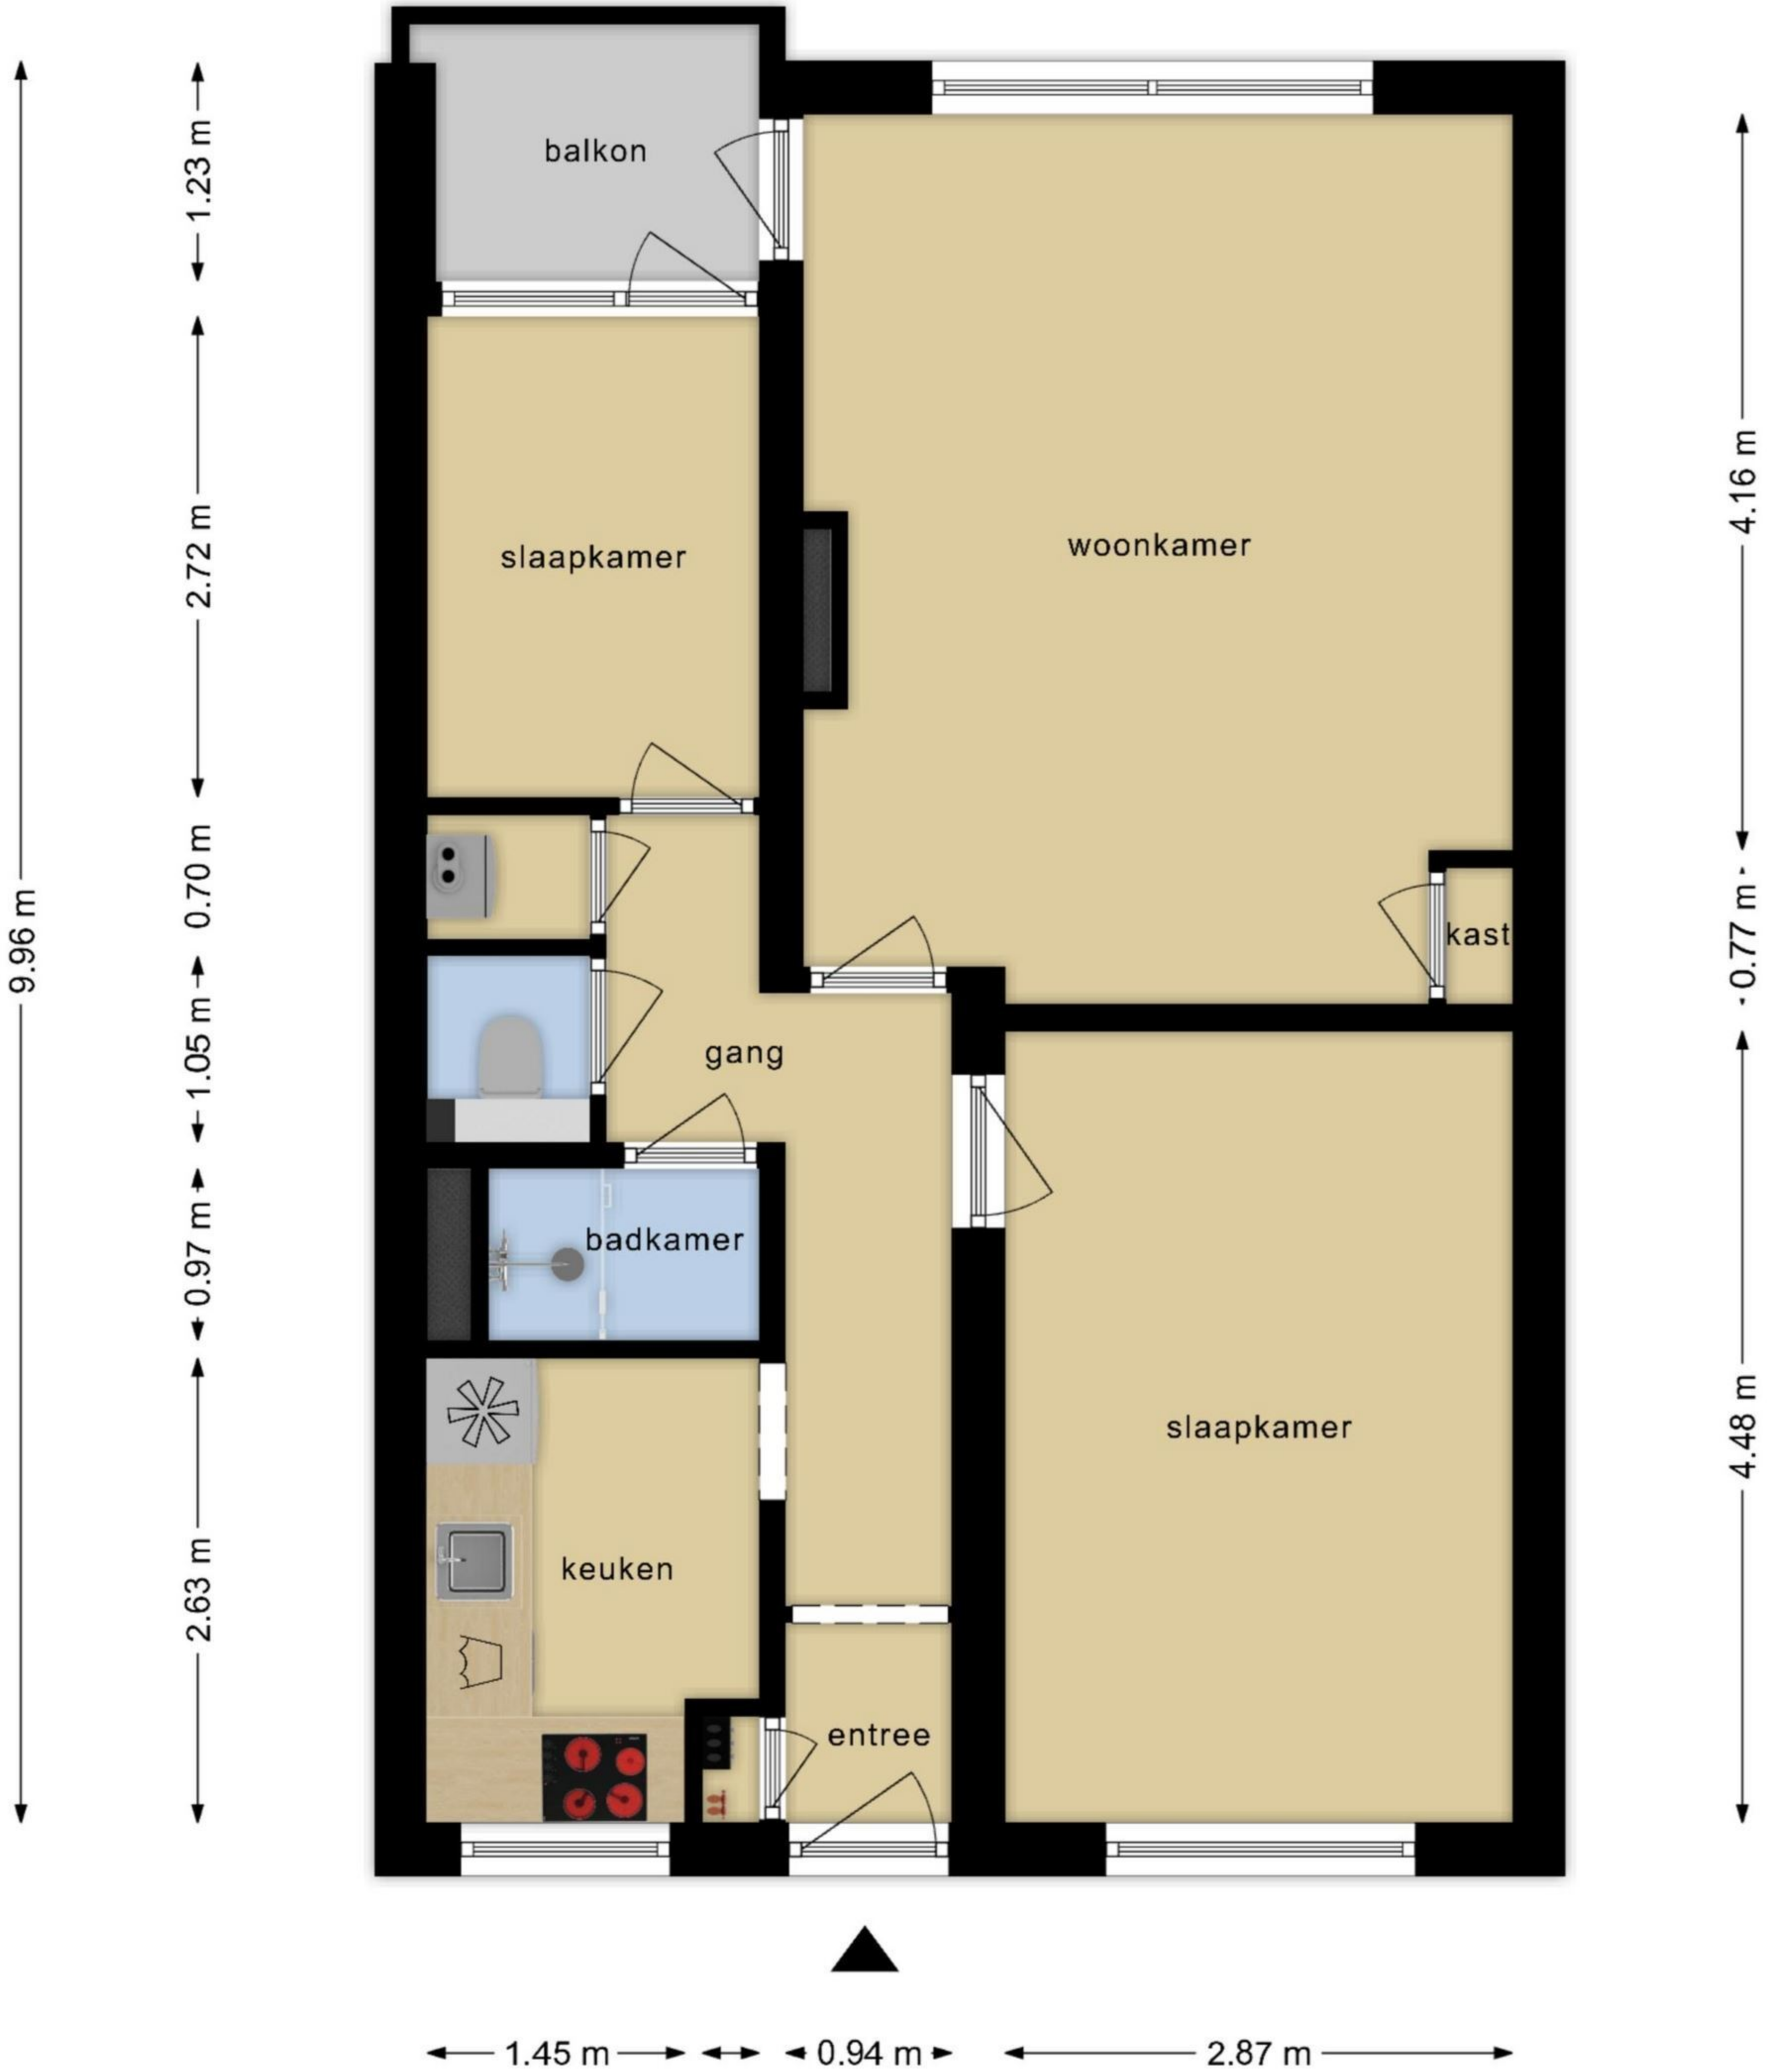 balkon
1.23 m
4.16 m
woonkamer
slaapkamer
2.72 m
0.70 m
9.96 m
kast
0.77 m
1.05 m
gang
badkamer
0.97 m
slaapkamer
4.48 m
keuken
2.63 m
entree
1.45 m
0.94 m
2.87 m